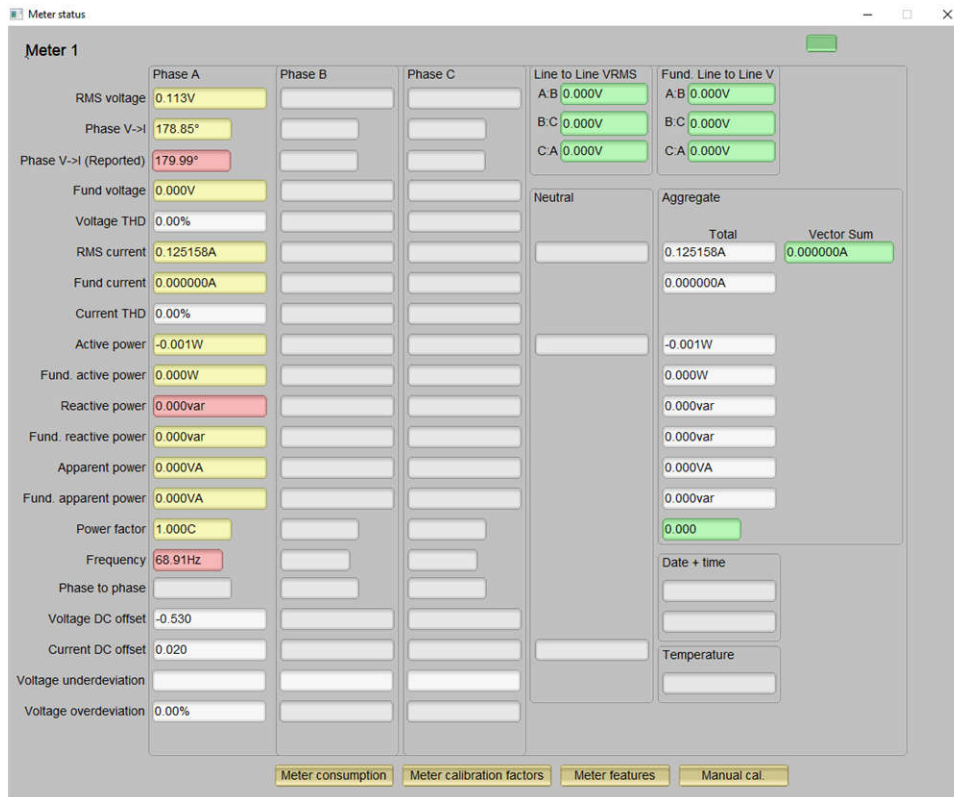 Meter status
Meter 1
Phase A Phase B Phase C Line to Line VRMS Fund. Line to Line V
RMS voltage 0.113V A:B 0.000V A:B 0.000V
Phase V->I 178.85° B:C 0.000V B:C 0.000V
Phase V->I (Reported) 179.99° C:A 0.000V C:A 0.000V
Fund voltage 0.000V Neutral Aggregate
Voltage THD 0.00% Total Vector Sum
RMS current 0.125158A 0.125158A 0.000000A
Fund current 0.000000A 0.000000A
Current THD 0.00%
Active power -0.001W -0.001W
Fund. active power 0.000W 0.000W
Reactive power 0.000var 0.000var
Fund. reactive power 0.000var 0.000var
Apparent power 0.000VA 0.000VA
Fund. apparent power 0.000VA 0.000var
Power factor 1.000C 0.000
Frequency 68.91Hz Date + time
Phase to phase
Voltage DC offset -0.530
Current DC offset 0.020 Temperature
Voltage underdeviation
Voltage overdeviation 0.00%
Meter consumption Meter calibration factors Meter features Manual cal.